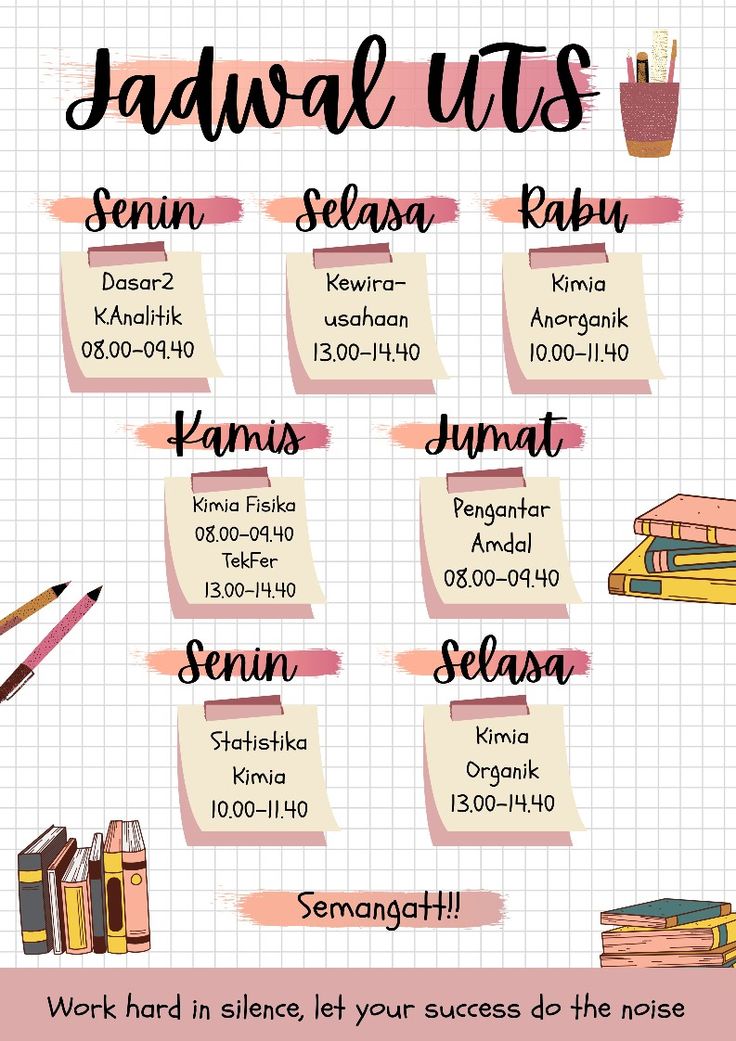 Jadwal UTS
Senin
Dasar2
K.Analitik
08.00-09.40
Selasa
Kewira-
usahaan
13.00-14.40
Rabu
Kimia
Anorganik
10.00-11.40
Kamis
Kimia Fisika
08.00-09.40
TekFer
13.00-14.40
Jumat
Pengantar
Amdal
08.00-09.40
Senin
Statistika
Kimia
10.00-11.40
Selasa
Kimia
Organik
13.00-14.40
Semangatt!!
Work hard in silence, let your success do the noise